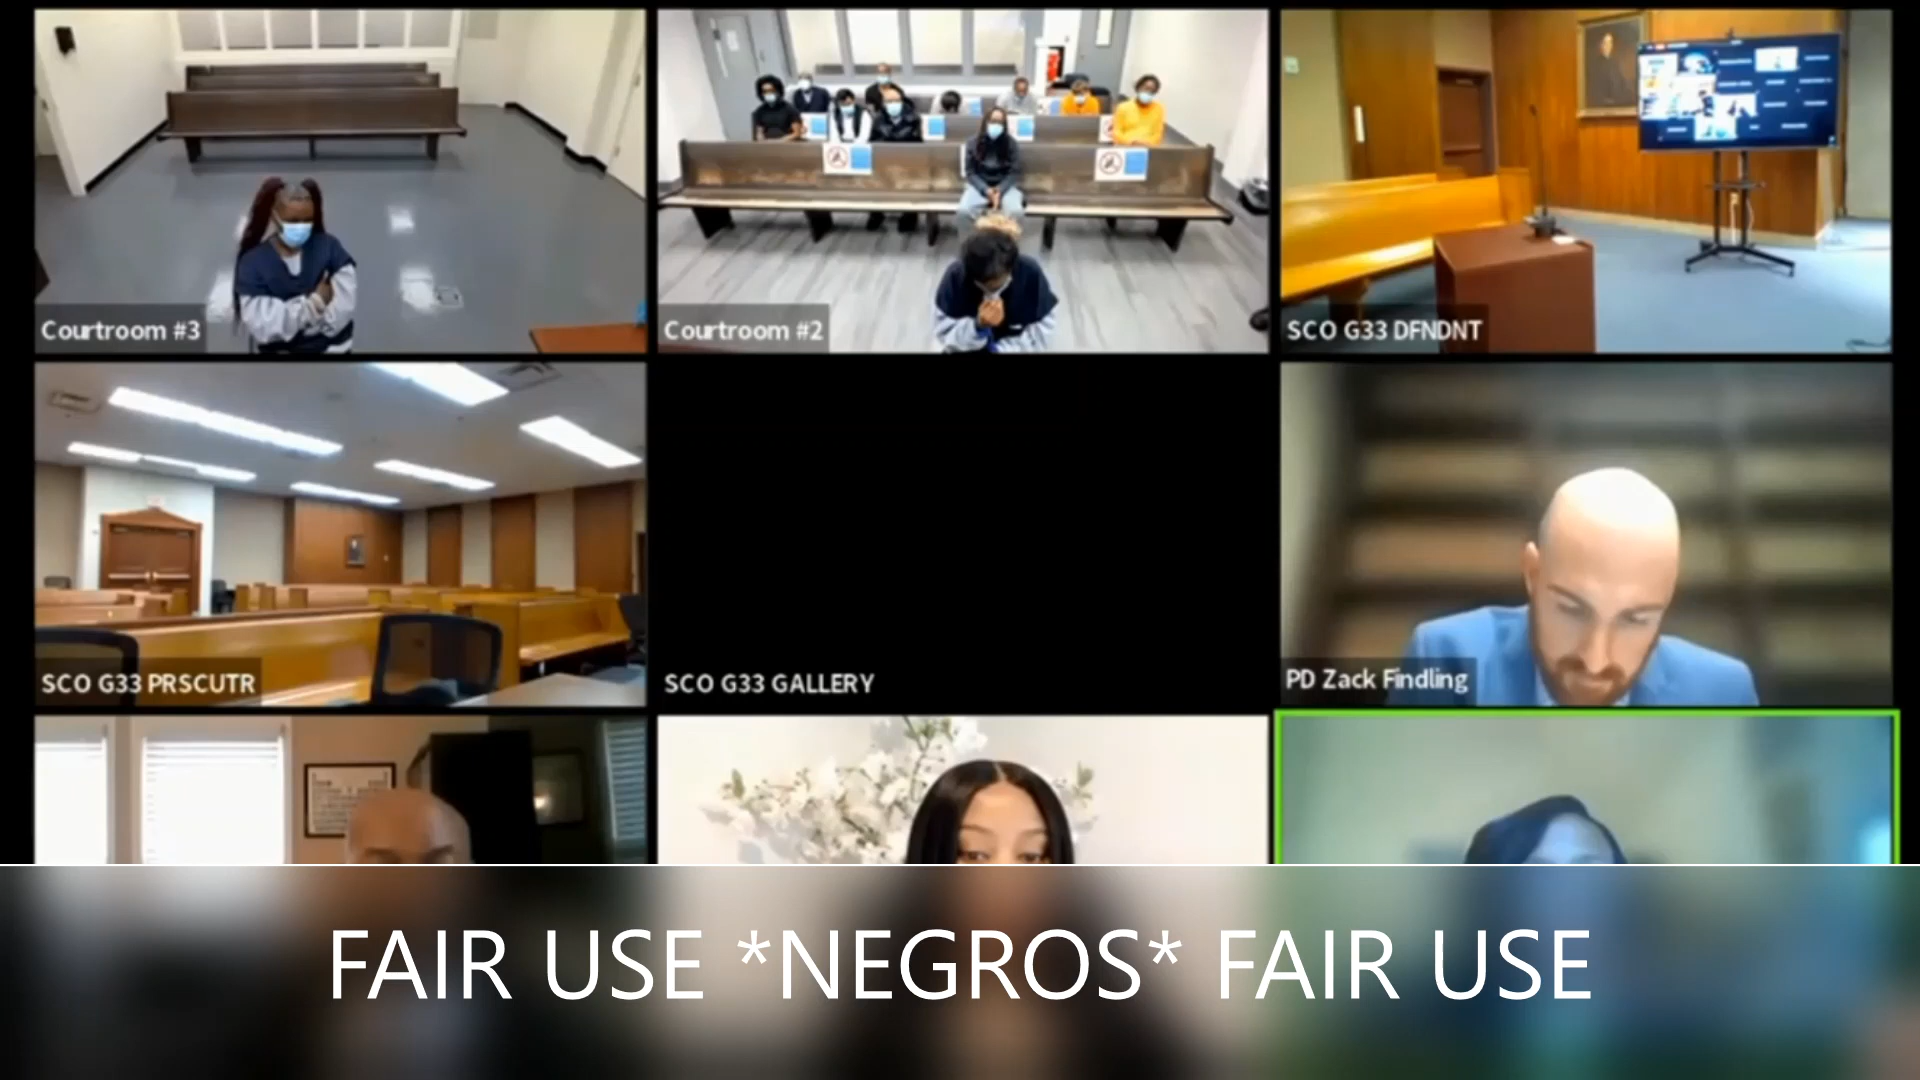 Courtroom #3
Courtroom #2
SCO G33 DFNDNT
SCO G33 PRSCUTR
SCO G33 GALLERY
PD Zack Findling
FAIR USE *NEGROS* FAIR USE